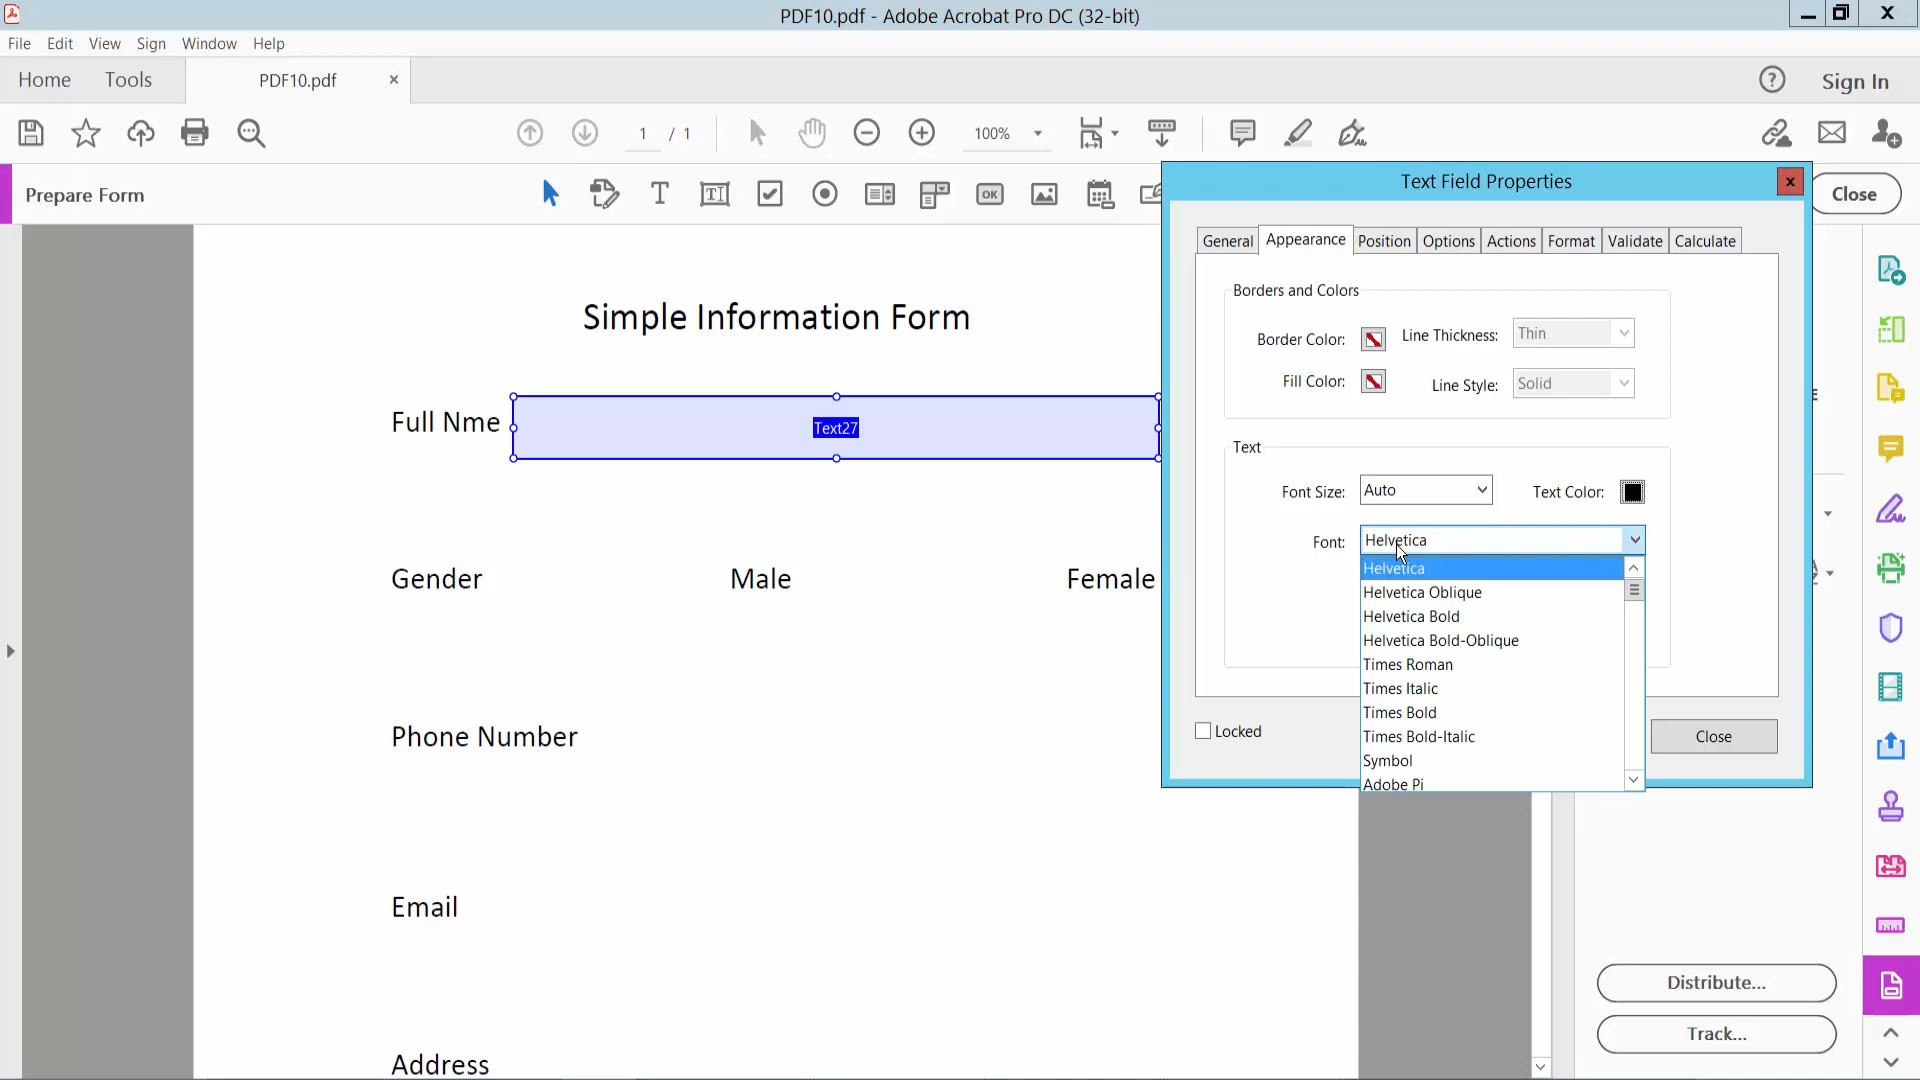 PDF10.pdf - Adobe Acrobat Pro DC (32-bit)
File Edit View Sign Window Help
Home Tools PDF10.pdf × Sign In
1 / 1 100%
Prepare Form OK Close
Text Field Properties
General Appearance Position Options Actions Format Validate Calculate
Borders and Colors
Border Color: Line Thickness: Thin
Fill Color: Line Style: Solid
Text
Font Size: Auto Text Color:
Font: Helvetica
Helvetica
Helvetica Oblique
Helvetica Bold
Helvetica Bold-Oblique
Times Roman
Times Italic
Times Bold
Times Bold-Italic
Symbol
Adobe Pi
Locked Close
Simple Information Form
Full Nme Text27
Gender Male Female
Phone Number
Email
Address
Distribute...
Track...